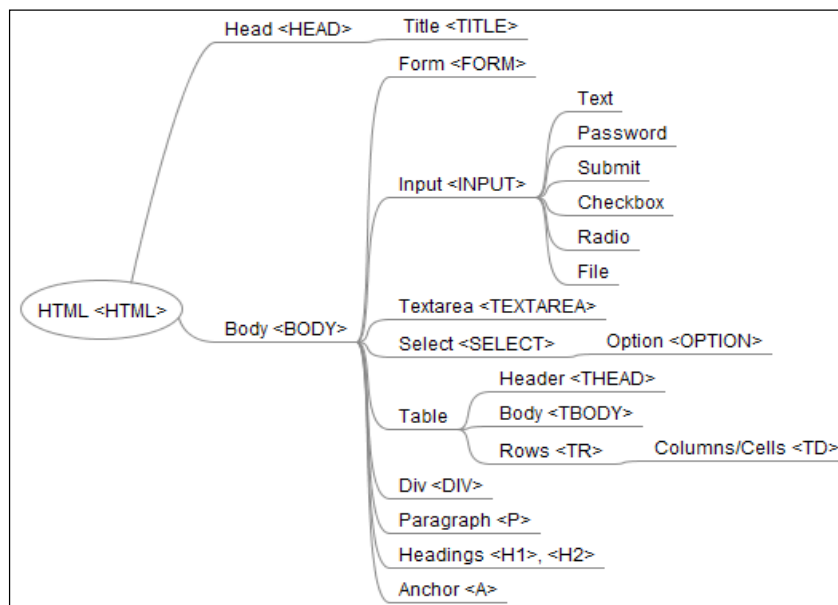 Head <HEAD>
Title <TITLE>
Form <FORM>
Text
Password
Submit
Input <INPUT>
Checkbox
Radio
File
HTML <HTML>
Textarea <TEXTAREA>
Body <BODY>
Select <SELECT>
Option <OPTION>
Header <THEAD>
Table
Body <TBODY>
Rows <TR>
Columns/Cells <TD>
Div <DIV>
Paragraph <P>
Headings <H1>, <H2>
Anchor <A>